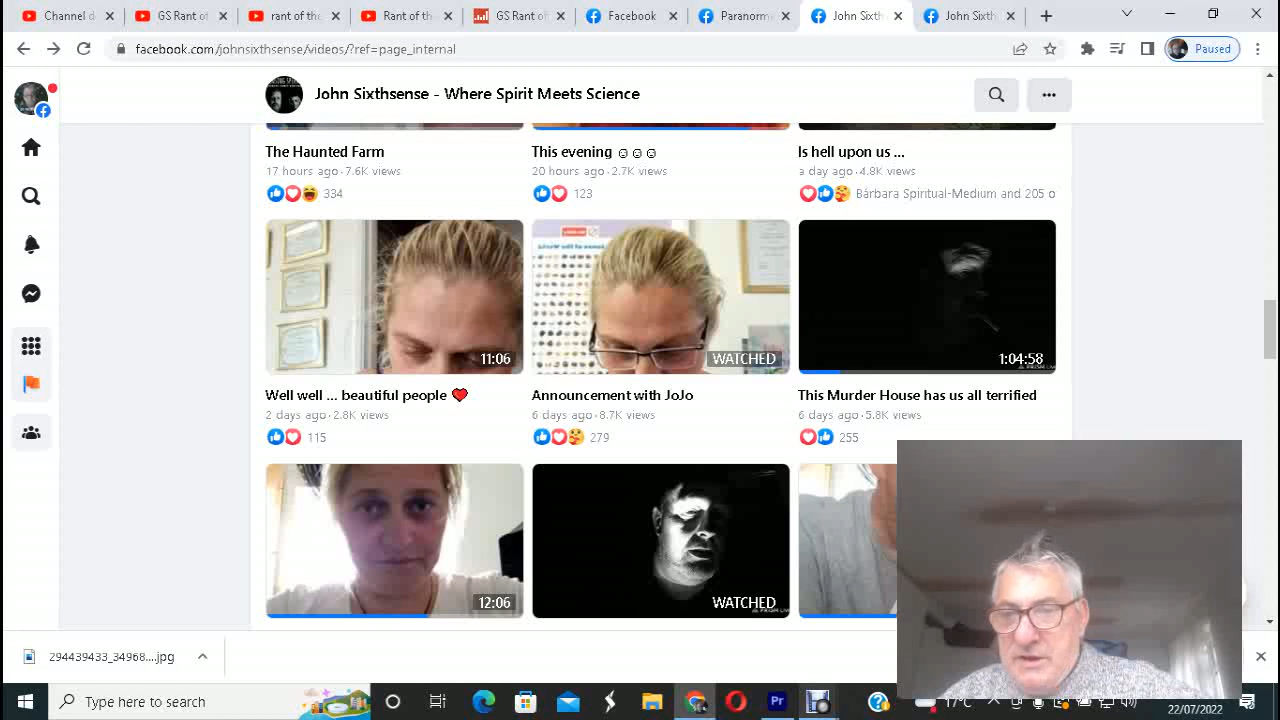 Channel c
GS Rant of
rant of the
Rant of the
GS Rant of
Facebook
Paranorm
John Sixth
John Sixth
facebook.com/johnsixthsense/videos/?ref=page_internal
Paused
John Sixthsense - Where Spirit Meets Science
The Haunted Farm
17 hours ago · 7.6K views
334
This evening ☺☺☺
20 hours ago · 2.7K views
123
Is hell upon us ...
a day ago · 4.8K views
Bárbara Spiritual-Medium and 205 o
11:06
WATCHED
1:04:58
Well well ... beautiful people ❤
2 days ago · 2.8K views
115
Announcement with JoJo
6 days ago · 8.7K views
279
This Murder House has us all terrified
6 days ago · 5.8K views
255
12:06
WATCHED
294439433_34968....jpg
Type here to search
Pr
17°C
22/07/2022